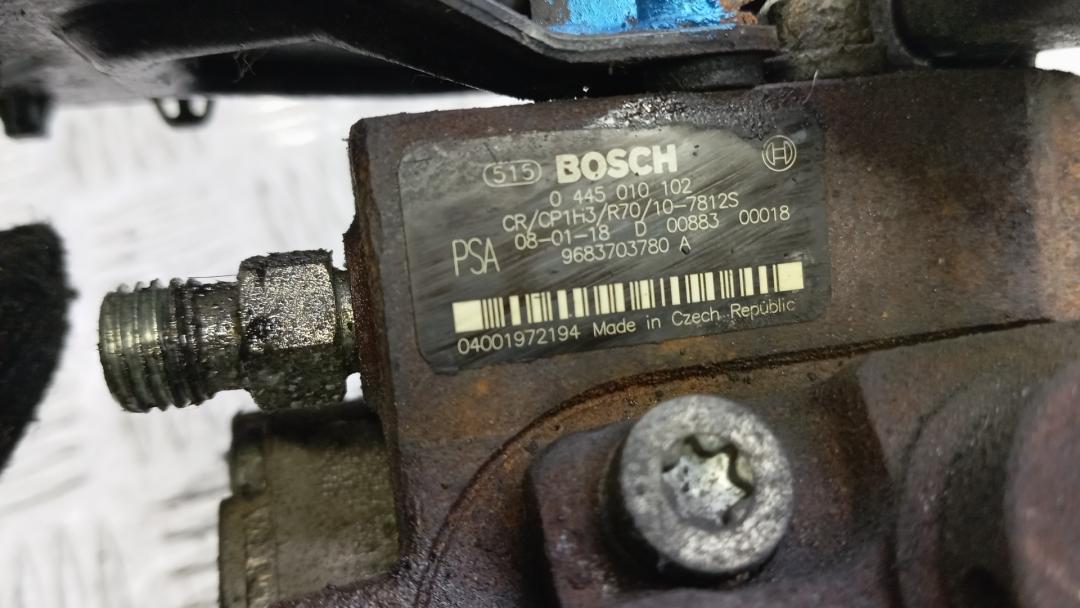 515 BOSCH
0 445 010 102
CR/CP1H3/R70/10-7812S
PSA 08-01-18 D 00883 00018
9683703780 A
04001972194 Made in Czech Republic